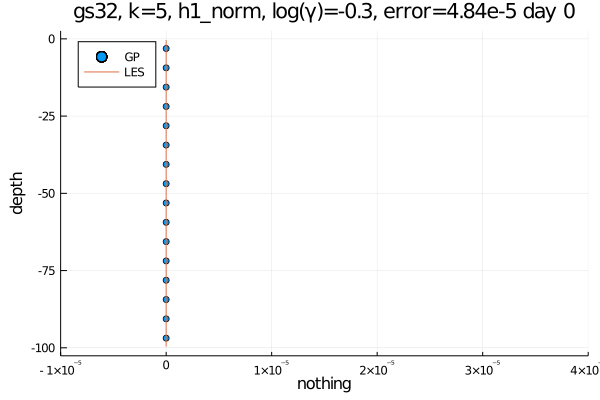 gs32, k=5, h1_norm, log(γ)=-0.3, error=4.84e-5 day 0
GP
LES
0
-25
-50
-75
-100
depth
-1×10⁻⁵
0
1×10⁻⁵
2×10⁻⁵
3×10⁻⁵
4×10
nothing